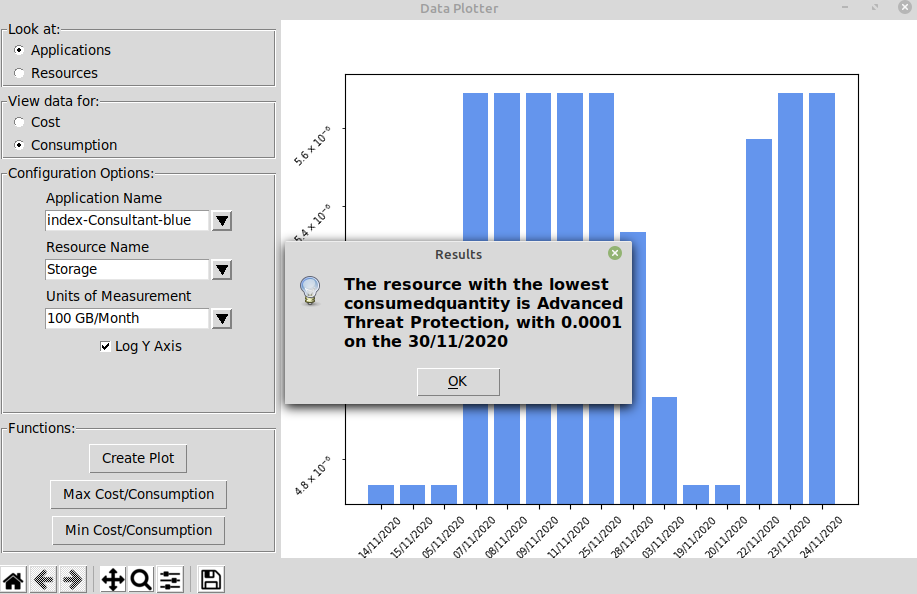 Data Plotter
Look at:
Applications
Resources
View data for:
Cost
Consumption
Configuration Options:
Application Name
index-Consultant-blue
Resource Name
Storage
Units of Measurement
100 GB/Month
Log Y Axis
Functions:
Create Plot
Max Cost/Consumption
Min Cost/Consumption
5.6 × 10⁻⁶
5.4 × 10⁻⁶
4.8 × 10⁻⁶
Results
The resource with the lowest
consumedquantity is Advanced
Threat Protection, with 0.0001
on the 30/11/2020
OK
14/11/2020
15/11/2020
05/11/2020
07/11/2020
08/11/2020
09/11/2020
11/11/2020
25/11/2020
28/11/2020
03/11/2020
19/11/2020
20/11/2020
22/11/2020
23/11/2020
24/11/2020